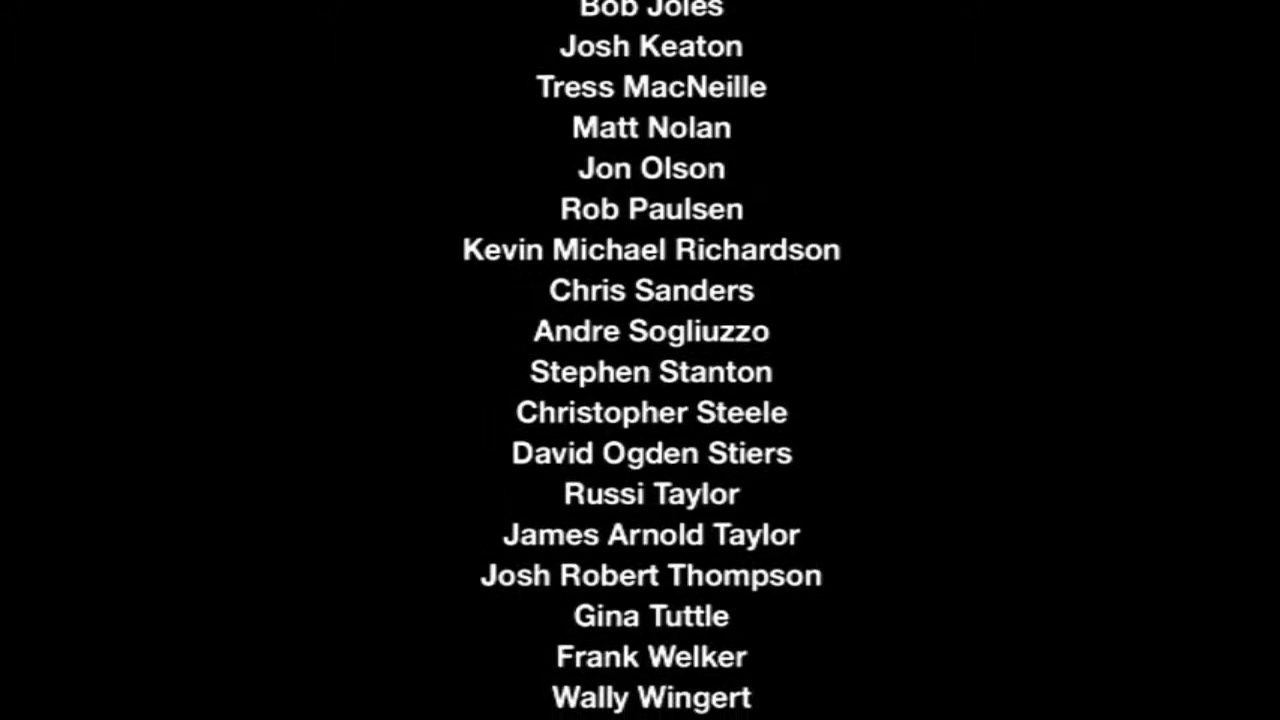 Bob Joles
Josh Keaton
Tress MacNeille
Matt Nolan
Jon Olson
Rob Paulsen
Kevin Michael Richardson
Chris Sanders
Andre Sogliuzzo
Stephen Stanton
Christopher Steele
David Ogden Stiers
Russi Taylor
James Arnold Taylor
Josh Robert Thompson
Gina Tuttle
Frank Welker
Wally Wingert